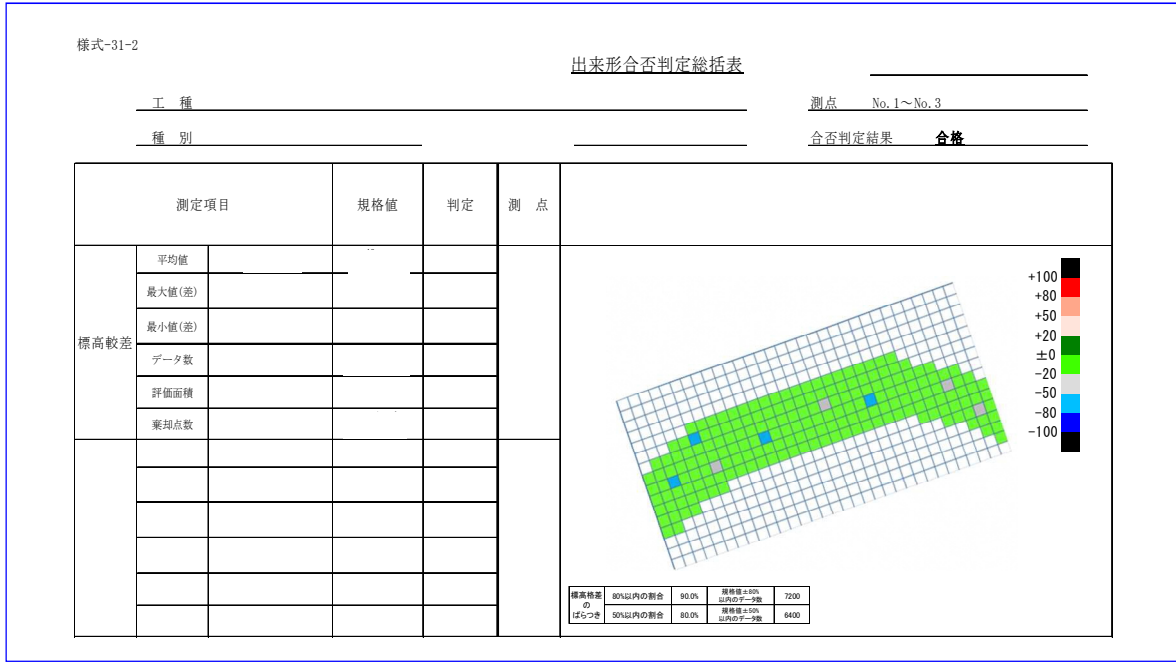 様式-31-2
出来形合否判定総括表
工 種
測点 No.1~No.3
種 別
合否判定結果 合格
測定項目 規格値 判定 測 点
標高較差
平均値
最大値(差)
最小値(差)
データ数
評価面積
棄却点数
+100
+80
+50
+20
±0
-20
-50
-80
-100
標高格差
の
ばらつき
80%以内の割合 90.0% 規格値±80%
以内のデータ数 7200
50%以内の割合 80.0% 規格値±50%
以内のデータ数 6400